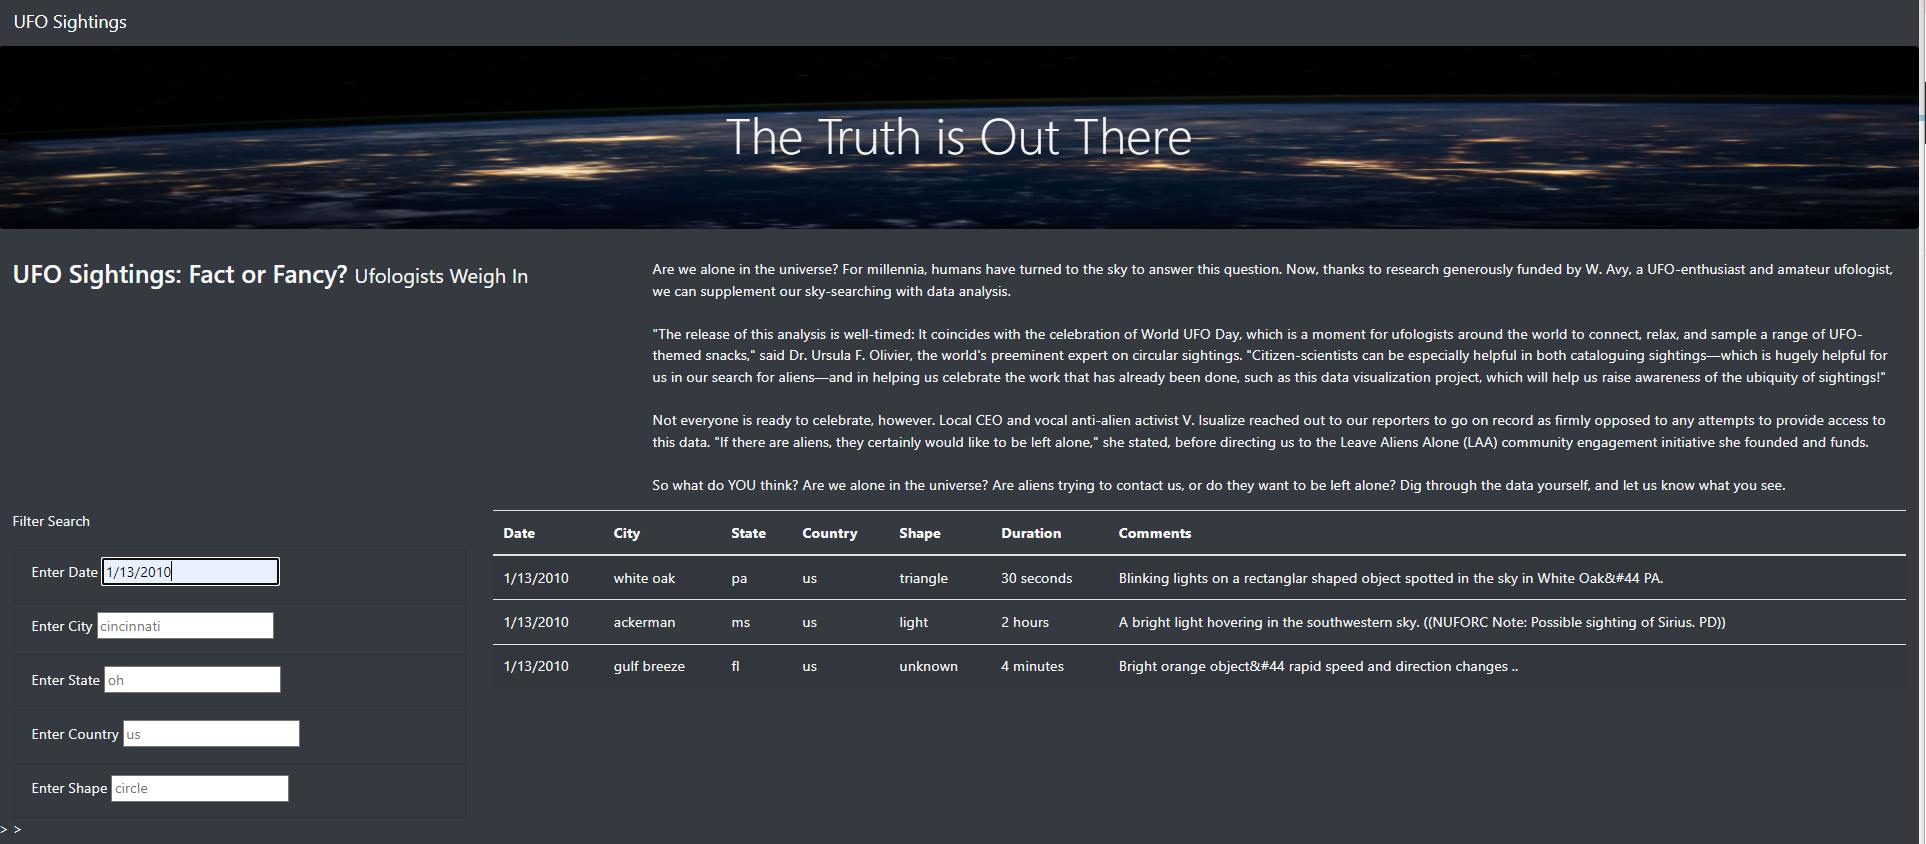 UFO Sightings
The Truth is Out There
UFO Sightings: Fact or Fancy? Ufologists Weigh In
Are we alone in the universe? For millennia, humans have turned to the sky to answer this question. Now, thanks to research generously funded by W. Avy, a UFO-enthusiast and amateur ufologist,
we can supplement our sky-searching with data analysis.
"The release of this analysis is well-timed: It coincides with the celebration of World UFO Day, which is a moment for ufologists around the world to connect, relax, and sample a range of UFO-
themed snacks," said Dr. Ursula F. Olivier, the world's preeminent expert on circular sightings. "Citizen-scientists can be especially helpful in both cataloguing sightings—which is hugely helpful for
us in our search for aliens—and in helping us celebrate the work that has already been done, such as this data visualization project, which will help us raise awareness of the ubiquity of sightings!"
Not everyone is ready to celebrate, however. Local CEO and vocal anti-alien activist V. Isualize reached out to our reporters to go on record as firmly opposed to any attempts to provide access to
this data. "If there are aliens, they certainly would like to be left alone," she stated, before directing us to the Leave Aliens Alone (LAA) community engagement initiative she founded and funds.
So what do YOU think? Are we alone in the universe? Are aliens trying to contact us, or do they want to be left alone? Dig through the data yourself, and let us know what you see.
Filter Search
Enter Date 1/13/2010
Enter City cincinnati
Enter State oh
Enter Country us
Enter Shape circle
Date City State Country Shape Duration Comments
1/13/2010 white oak pa us triangle 30 seconds Blinking lights on a rectanglar shaped object spotted in the sky in White Oak&#44 PA.
1/13/2010 ackerman ms us light 2 hours A bright light hovering in the southwestern sky. ((NUFORC Note: Possible sighting of Sirius. PD))
1/13/2010 gulf breeze fl us unknown 4 minutes Bright orange object&#44 rapid speed and direction changes ..
> >